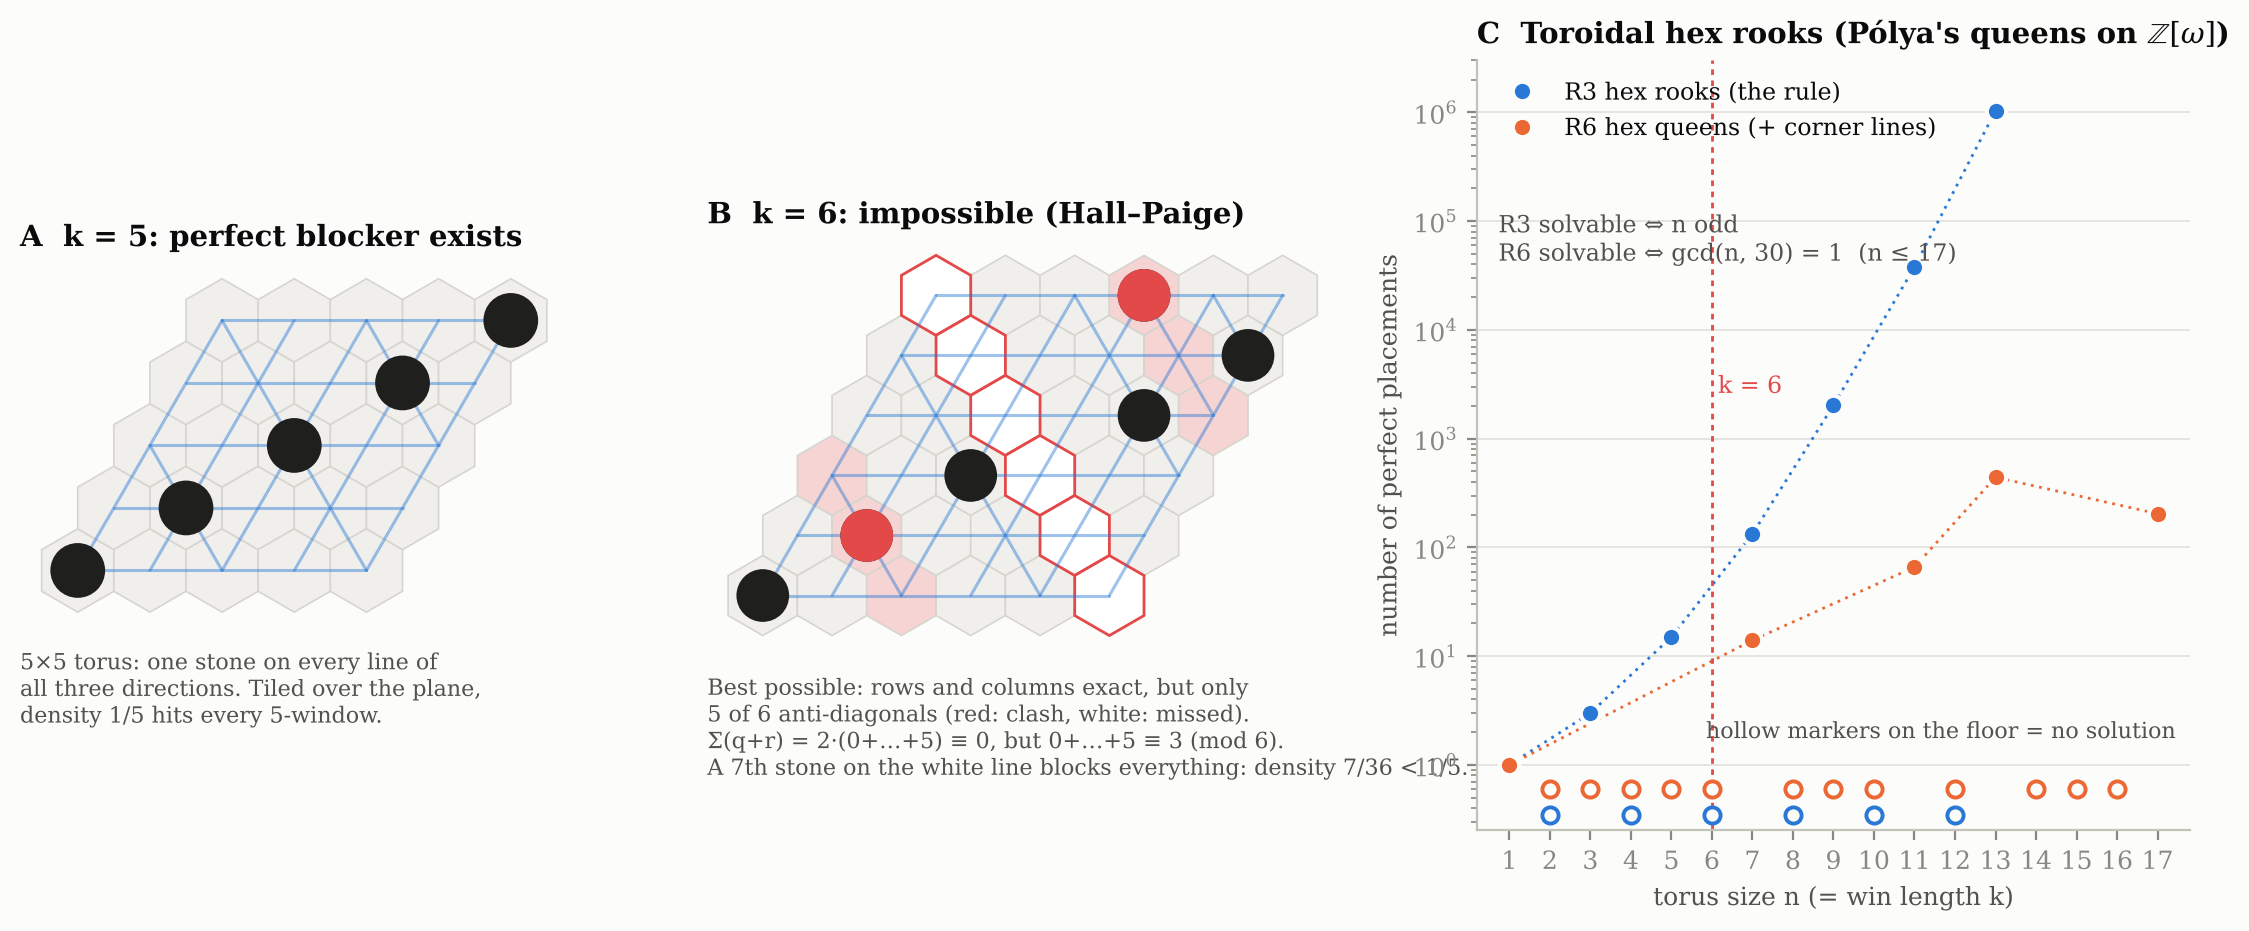 A  k = 5: perfect blocker exists
5×5 torus: one stone on every line of
all three directions. Tiled over the plane,
density 1/5 hits every 5-window.
B  k = 6: impossible (Hall–Paige)
Best possible: rows and columns exact, but only
5 of 6 anti-diagonals (red: clash, white: missed).
Σ(q+r) = 2·(0+…+5) ≡ 0, but 0+…+5 ≡ 3 (mod 6).
A 7th stone on the white line blocks everything: density 7/36 < 1/5.
C  Toroidal hex rooks (Pólya's queens on ℤ[ω])
R3 hex rooks (the rule)
R6 hex queens (+ corner lines)
R3 solvable ⇔ n odd
R6 solvable ⇔ gcd(n, 30) = 1  (n ≤ 17)
k = 6
hollow markers on the floor = no solution
number of perfect placements
10⁶
10⁵
10⁴
10³
10²
10¹
10⁰
1 2 3 4 5 6 7 8 9 10 11 12 13 14 15 16 17
torus size n (= win length k)